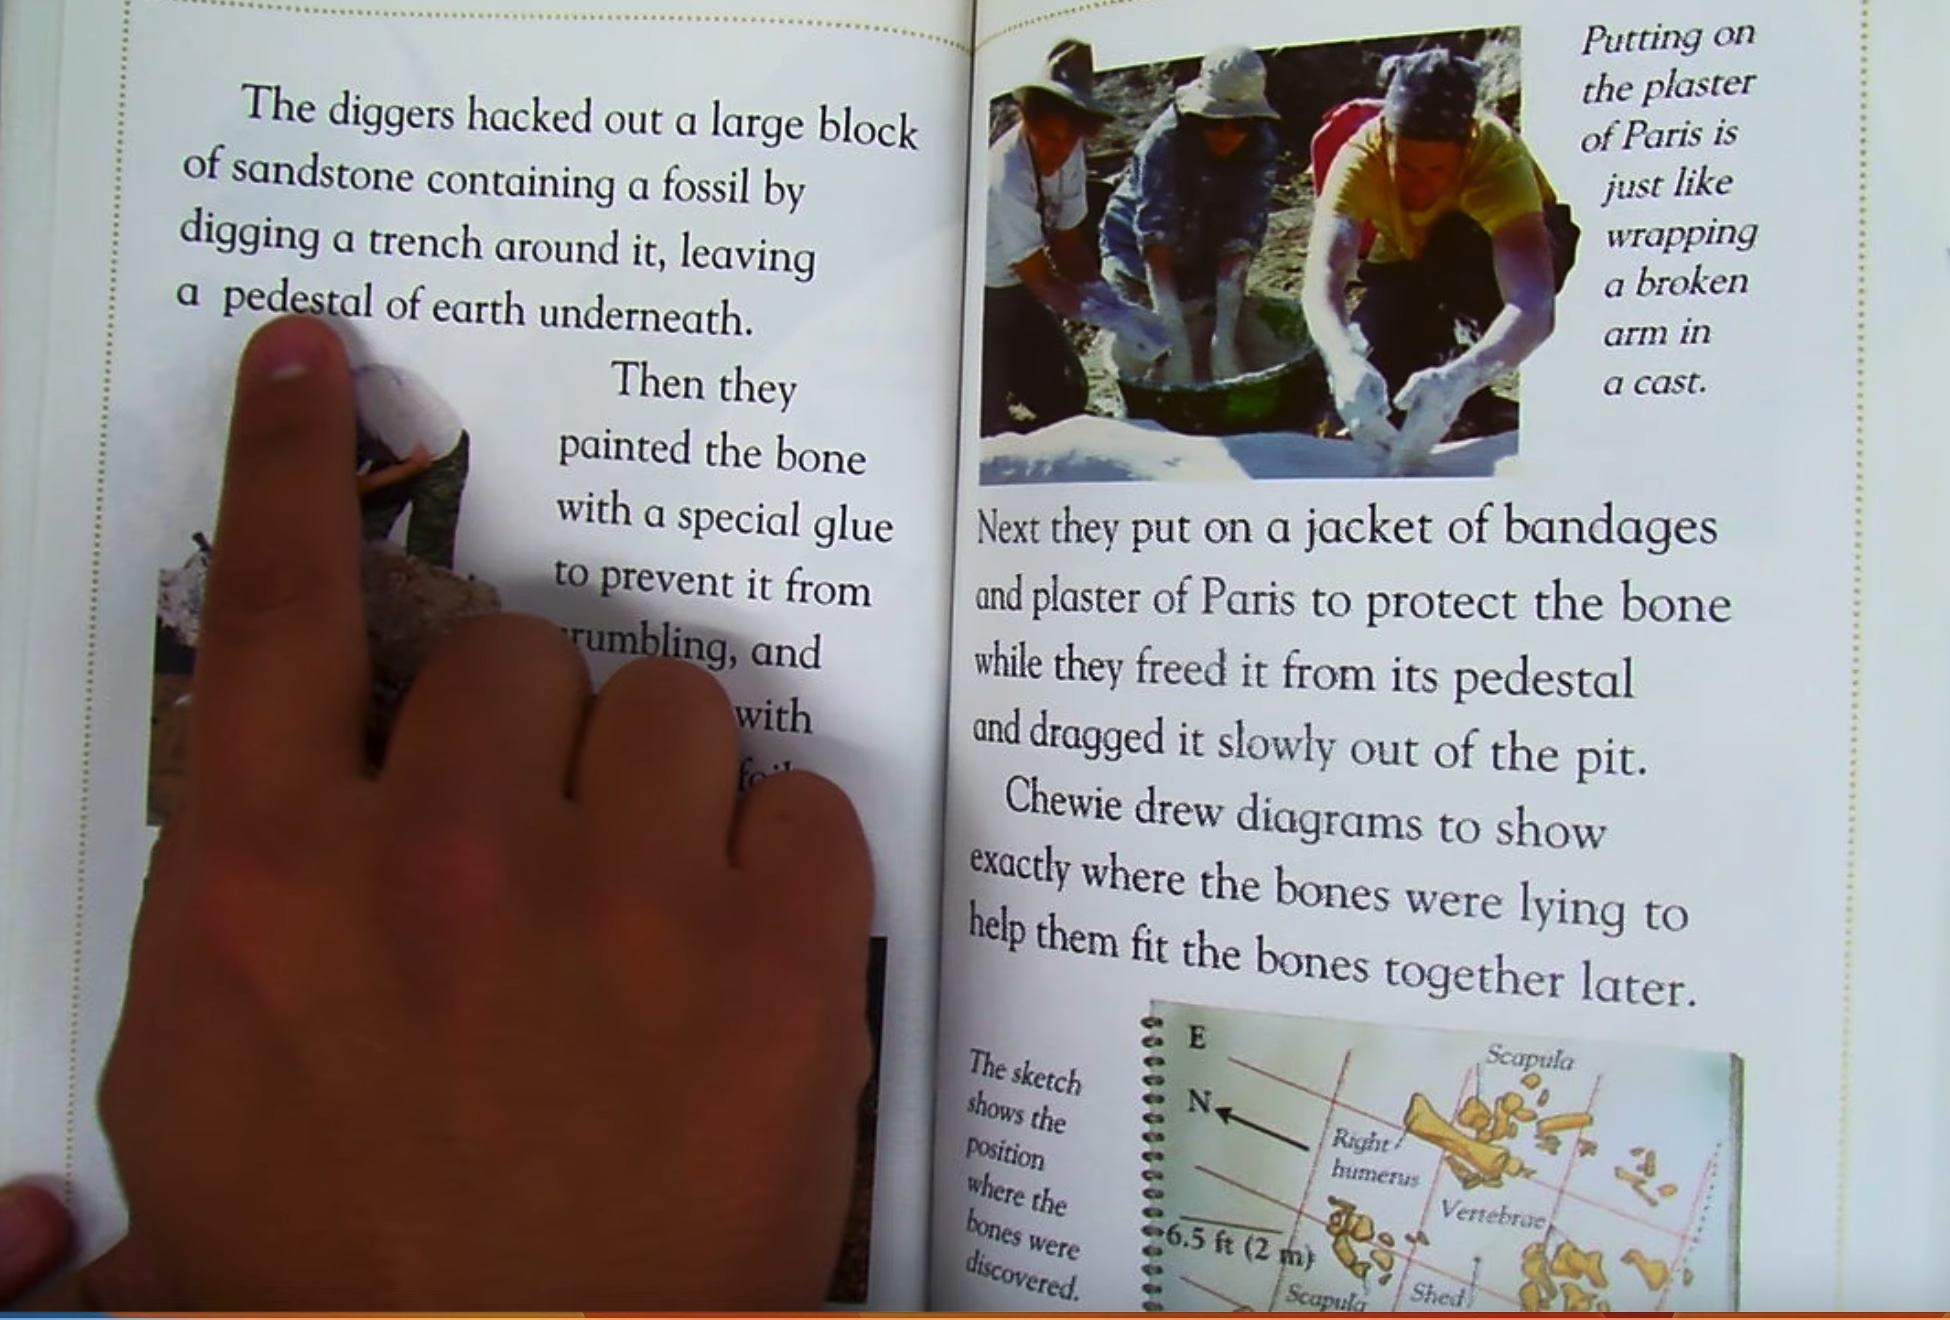 The diggers hacked out a large block
of sandstone containing a fossil by
digging a trench around it, leaving
a pedestal of earth underneath.
Then they
painted the bone
with a special glue
to prevent it from
and
with
Putting on
the plaster
of Paris is
just like
wrapping
a broken
arm in
a cast.
Next they put on a jacket of bandages
and plaster of Paris to protect the bone
while they freed it from its pedestal
and dragged it slowly out of the pit.
Chewie drew diagrams to show
exactly where the bones were lying to
help them fit the bones together later.
The sketch
shows the
position
where the
bones were
discovered.
E
N
Scapula
Right
humerus
Vertebrae
6.5 ft (2 m)
Scapula
Shed